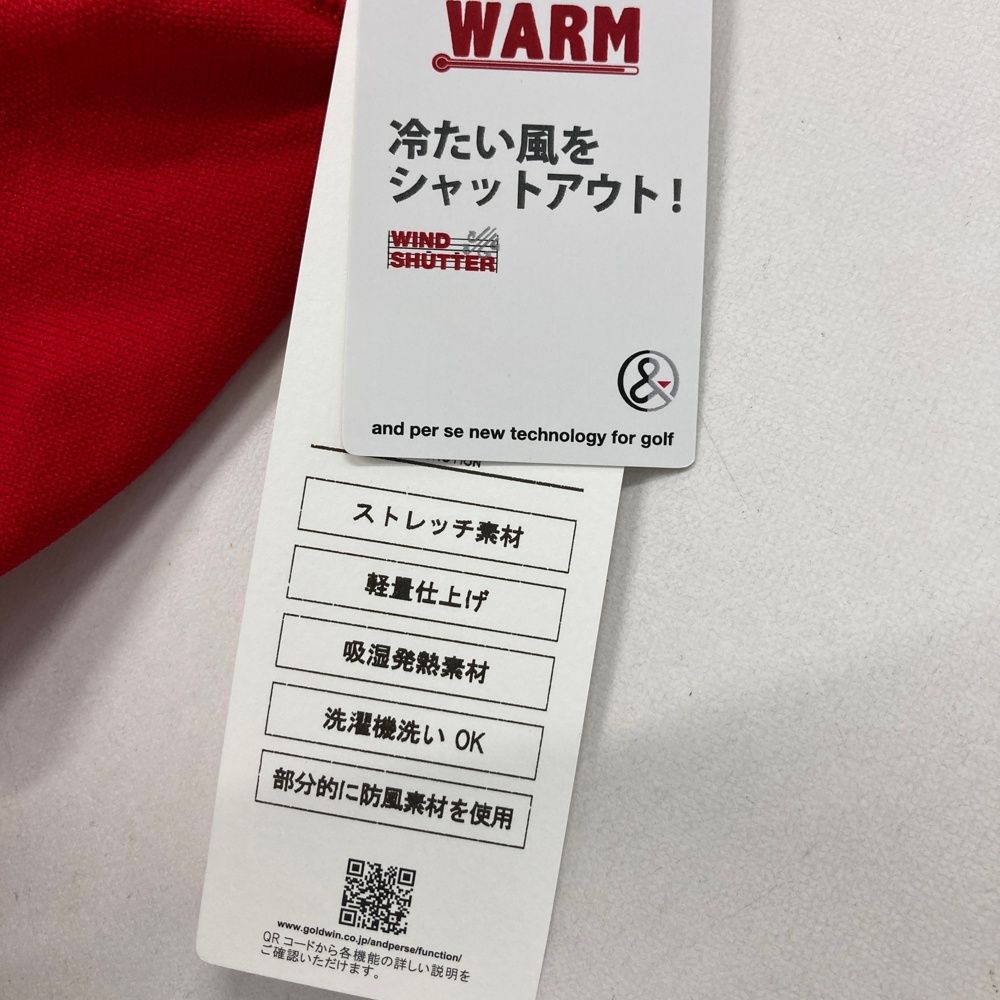 WARM
冷たい風を
シャットアウト!
WIND
SHUTTER
&
and per se new technology for golf
ストレッチ素材
軽量仕上げ
吸湿発熱素材
洗濯機洗い OK
部分的に防風素材を使用
www.goldwin.co.jp/andperse/function/
QRコードから各機能の詳しい説明を
ご確認いただけます。